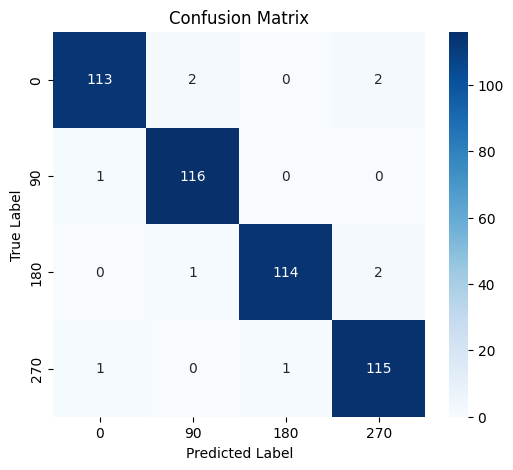 Confusion Matrix
0 113 2 0 2
90 1 116 0 0
180 0 1 114 2
270 1 0 1 115
0 90 180 270
Predicted Label
True Label
100
80
60
40
20
0